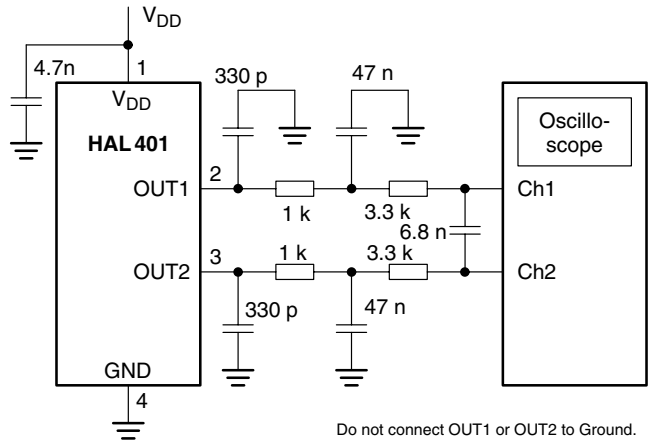 V_DD
4.7n
1
330 p
47 n
V_DD
HAL 401
Oscillo-
scope
OUT1
2
Ch1
1 k
3.3 k
6.8 n
OUT2
3
1 k
3.3 k
Ch2
330 p
47 n
GND
4
Do not connect OUT1 or OUT2 to Ground.